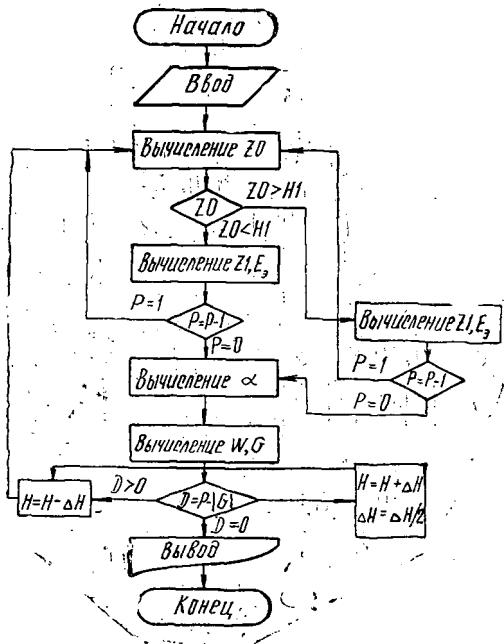 Начало
Ввод
Вычисление Z0
Z0
Z0>H1
Z0<H1
Вычисление Z1,Eэ
Вычисление Z1,Eэ
P=1
P=P-1
P=0
P=1
P=P-1
P=0
Вычисление α
Вычисление W,G
H=H-ΔH
D>0
D=P-|G|
D=0
H=H+ΔH
ΔH=ΔH/2
Вывод
Конец